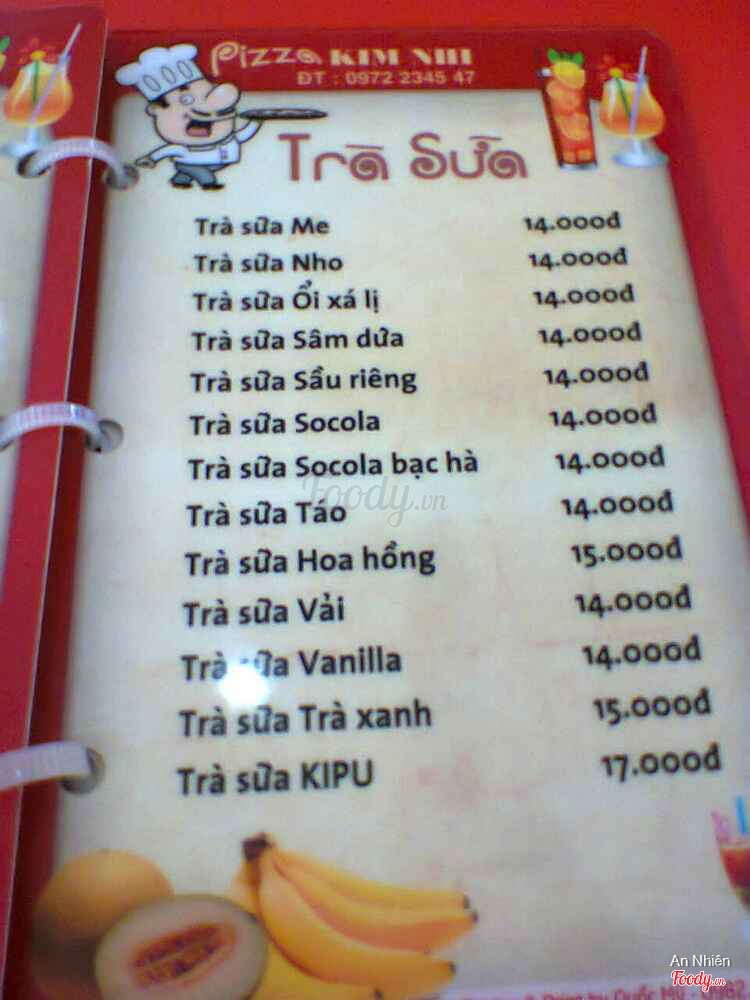 Pizza KIM NHI
ĐT : 0972 2345 47
Trà Sữa
Trà sữa Me 14.000đ
Trà sữa Nho 14.000đ
Trà sữa Ổi xá lị 14.000đ
Trà sữa Sâm dứa 14.000đ
Trà sữa Sầu riêng 14.000đ
Trà sữa Socola 14.000đ
Trà sữa Socola bạc hà 14.000đ
Foody.vn
Trà sữa Táo 14.000đ
Trà sữa Hoa hồng 15.000đ
Trà sữa Vải 14.000đ
Trà sữa Vanilla 14.000đ
Trà sữa Trà xanh 15.000đ
Trà sữa KIPU 17.000đ
An Nhiên
Foody.vn